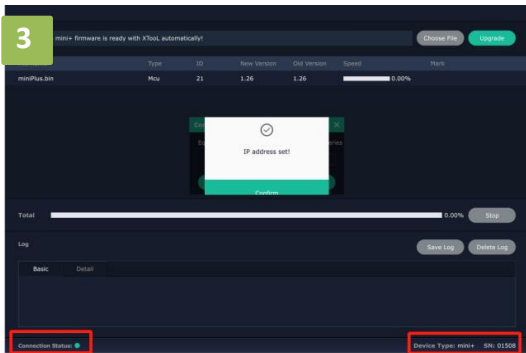 3
mini+ firmware is ready with XTooL automatically!
Choose File
Upgrade
Type ID New Version Old Version Speed Mark
miniPlus.bin Mcu 21 1.26 1.26 0.00%
IP address set!
Confirm
Total 0.00% Stop
Log
Save Log Delete Log
Basic Detail
Connection Status:
Device Type: mini+ SN: 01508